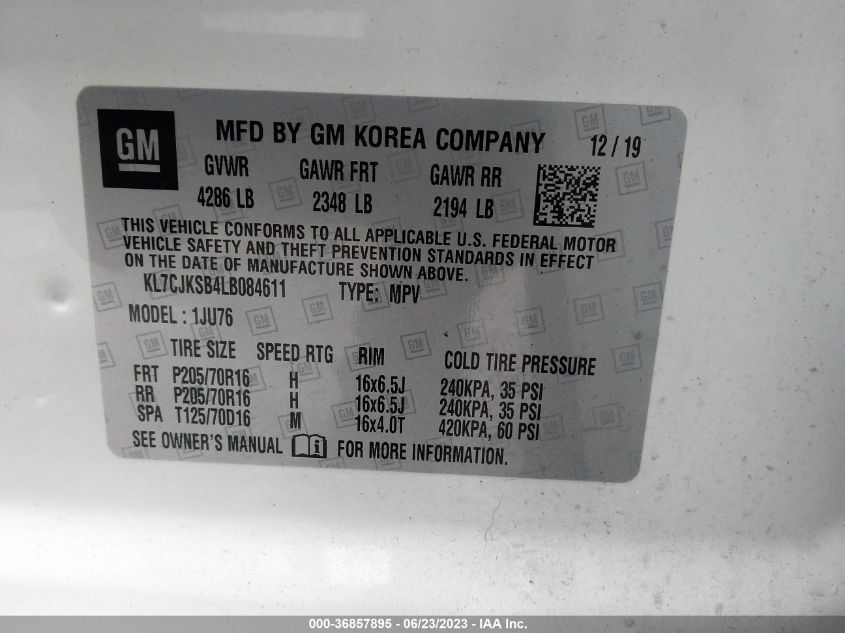 GM MFD BY GM KOREA COMPANY 12 / 19
GVWR GAWR FRT GAWR RR
4286 LB 2348 LB 2194 LB
THIS VEHICLE CONFORMS TO ALL APPLICABLE U.S. FEDERAL MOTOR
VEHICLE SAFETY AND THEFT PREVENTION STANDARDS IN EFFECT
ON THE DATE OF MANUFACTURE SHOWN ABOVE.
KL7CJKSB4LB084611 TYPE: MPV
MODEL : 1JU76
TIRE SIZE SPEED RTG RIM COLD TIRE PRESSURE
FRT P205/70R16 H 16x6.5J 240KPA, 35 PSI
RR P205/70R16 H 16x6.5J 240KPA, 35 PSI
SPA T125/70D16 M 16x4.0T 420KPA, 60 PSI
SEE OWNER'S MANUAL i FOR MORE INFORMATION.
000-36857895 - 06/23/2023 - IAA Inc.